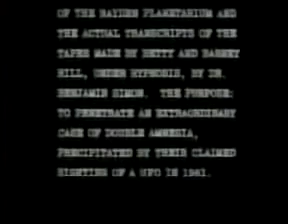 OF THE HAYDEN PLANETARIUM AND
THE ACTUAL TRANSCRIPTS OF THE
TAPES MADE BY BETTY AND BARNEY
HILL, UNDER HYPNOSIS, BY DR.
BENJAMIN SIMON. THE PURPOSE:
TO PENETRATE AN EXTRAORDINARY
CASE OF DOUBLE AMNESIA,
PRECIPITATED BY THEIR CLAIMED
SIGHTING OF A UFO IN 1961.